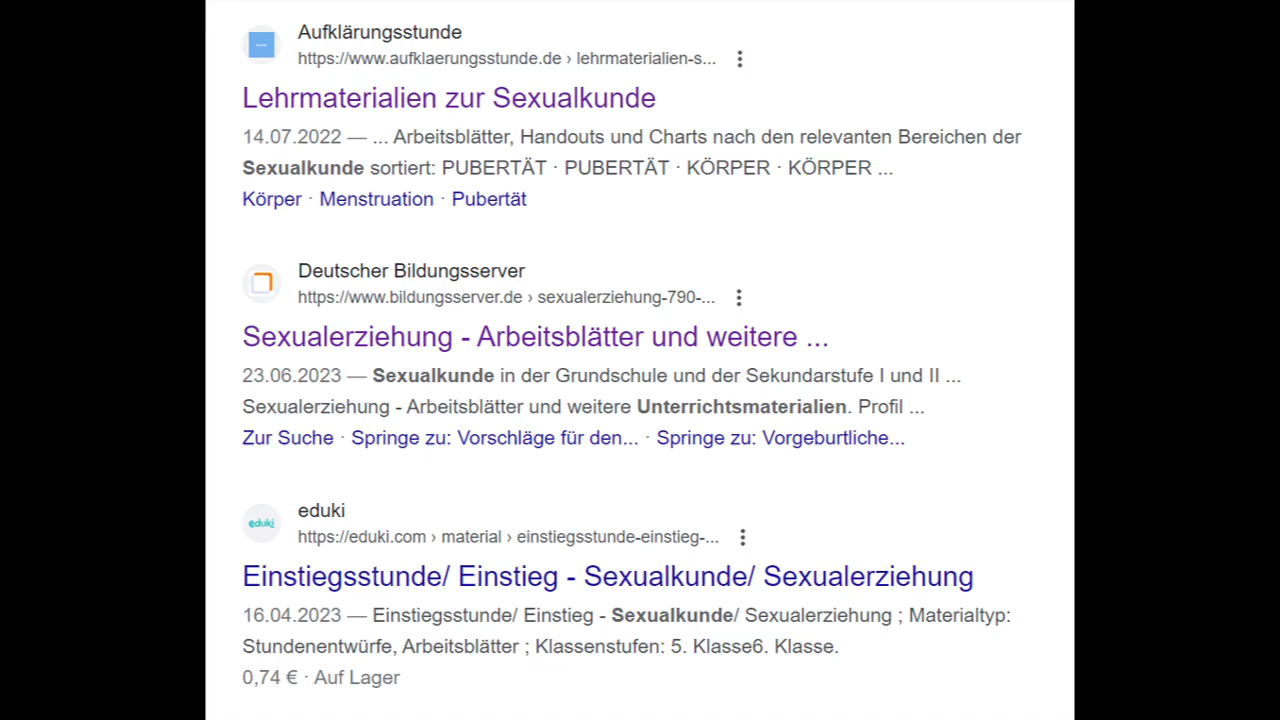 Aufklärungsstunde
https://www.aufklaerungsstunde.de › lehrmaterialien-s...
Lehrmaterialien zur Sexualkunde
14.07.2022 — ... Arbeitsblätter, Handouts und Charts nach den relevanten Bereichen der
Sexualkunde sortiert: PUBERTÄT · PUBERTÄT · KÖRPER · KÖRPER ...
Körper · Menstruation · Pubertät
Deutscher Bildungsserver
https://www.bildungsserver.de › sexualerziehung-790-...
Sexualerziehung - Arbeitsblätter und weitere ...
23.06.2023 — Sexualkunde in der Grundschule und der Sekundarstufe I und II ...
Sexualerziehung - Arbeitsblätter und weitere Unterrichtsmaterialien. Profil ...
Zur Suche · Springe zu: Vorschläge für den... · Springe zu: Vorgeburtliche...
eduki
eduki
https://eduki.com › material › einstiegsstunde-einstieg-...
Einstiegsstunde/ Einstieg - Sexualkunde/ Sexualerziehung
16.04.2023 — Einstiegsstunde/ Einstieg - Sexualkunde/ Sexualerziehung ; Materialtyp:
Stundenentwürfe, Arbeitsblätter ; Klassenstufen: 5. Klasse6. Klasse.
0,74 € · Auf Lager